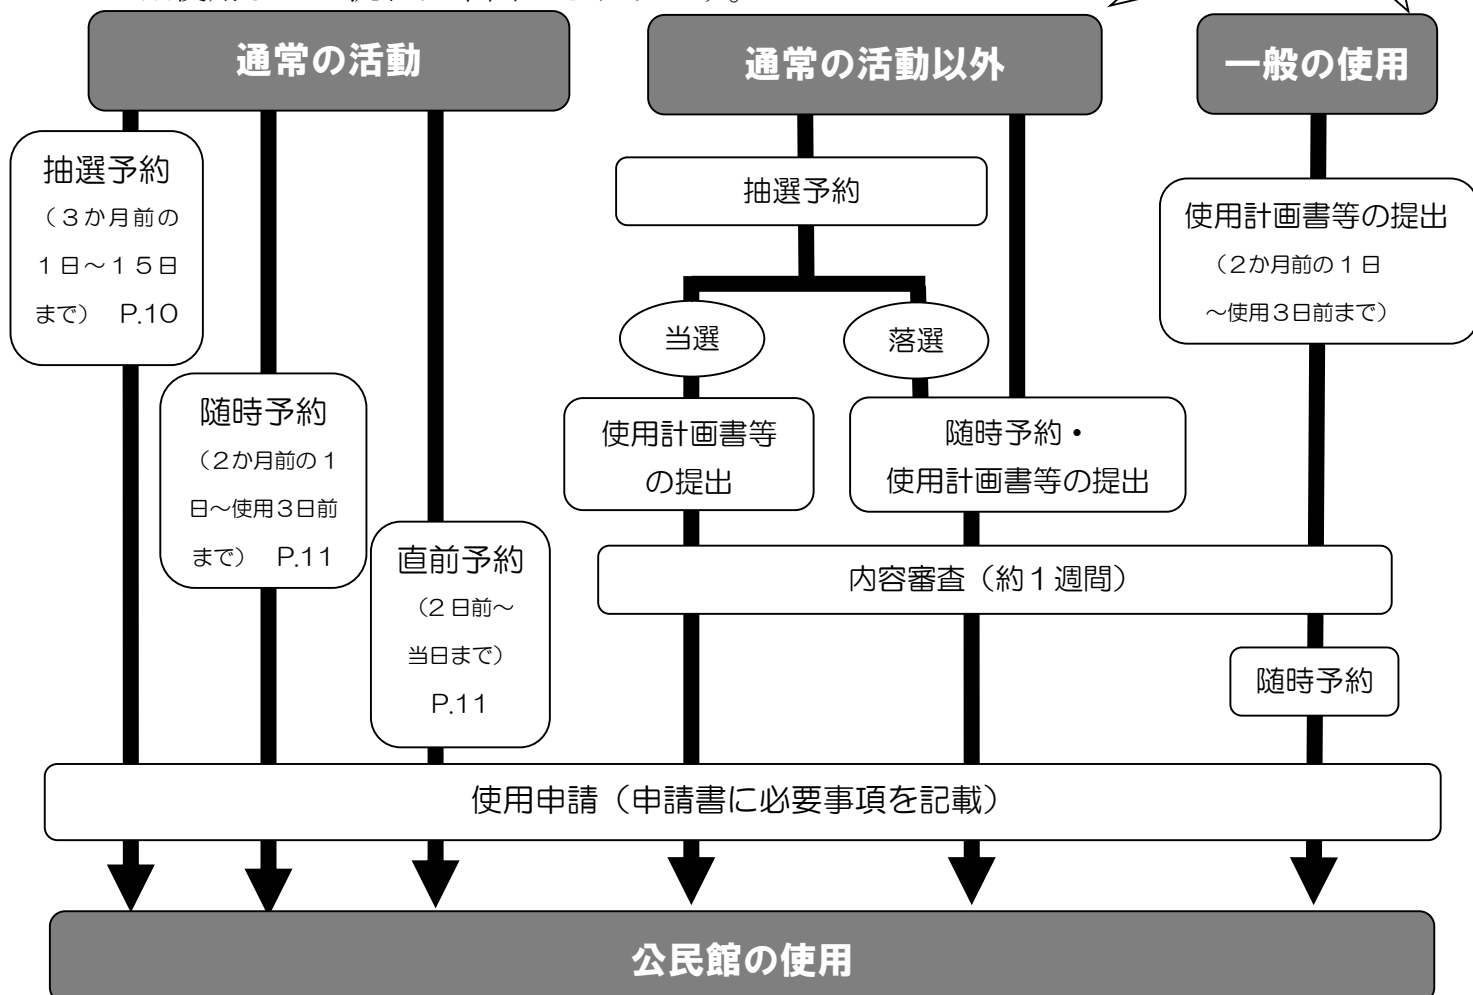 通常の活動
通常の活動以外
一般の使用
抽選予約
（３か月前の
１日～１５日
まで） P.10
随時予約
（２か月前の１
日～使用３日前
まで） P.11
直前予約
（２日前～
当日まで）
P.11
抽選予約
当選
落選
使用計画書等
の提出
随時予約・
使用計画書等の提出
使用計画書等の提出
（２か月前の１日
～使用３日前まで）
内容審査（約１週間）
随時予約
使用申請（申請書に必要事項を記載）
公民館の使用